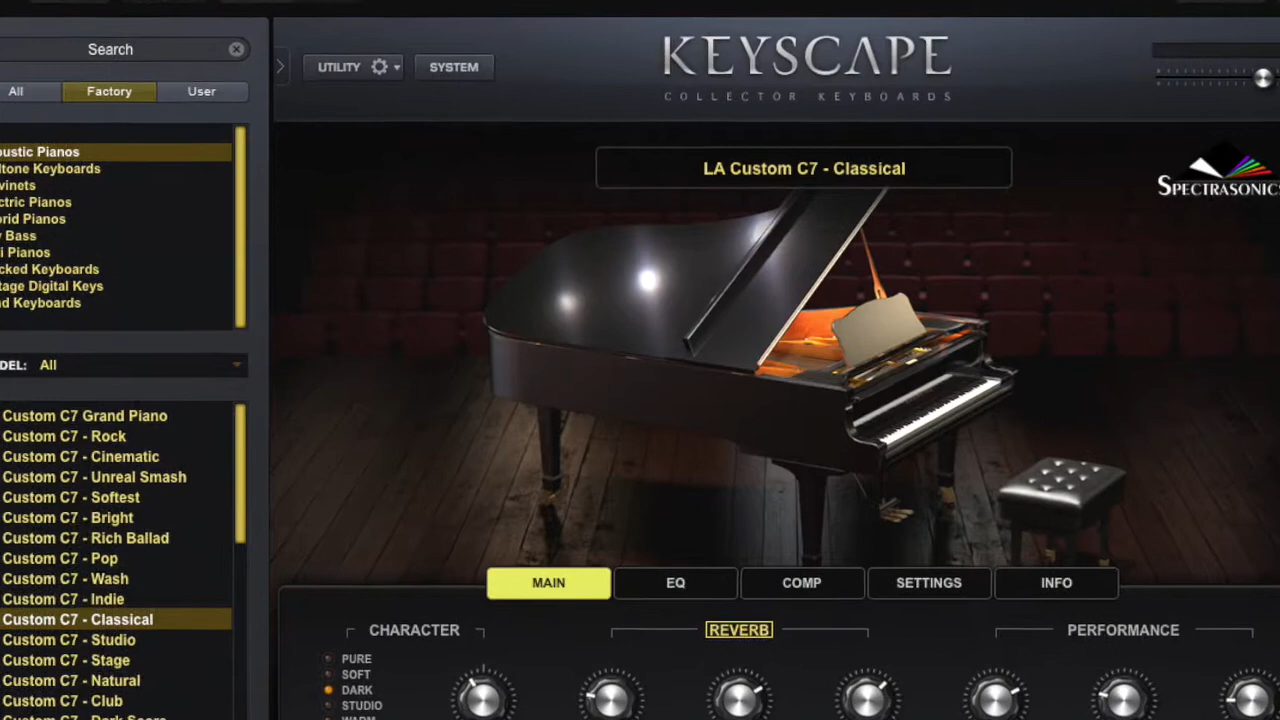 Search
All
Factory
User
UTILITY
SYSTEM
KEYSCAPE
COLLECTOR KEYBOARDS
LA Custom C7 - Classical
SPECTRASONIC
oustic Pianos
lltone Keyboards
vinets
ctric Pianos
orid Pianos
y Bass
i Pianos
cked Keyboards
tage Digital Keys
nd Keyboards
DEL: All
Custom C7 Grand Piano
Custom C7 - Rock
Custom C7 - Cinematic
Custom C7 - Unreal Smash
Custom C7 - Softest
Custom C7 - Bright
Custom C7 - Rich Ballad
Custom C7 - Pop
Custom C7 - Wash
Custom C7 - Indie
Custom C7 - Classical
Custom C7 - Studio
Custom C7 - Stage
Custom C7 - Natural
Custom C7 - Club
MAIN
EQ
COMP
SETTINGS
INFO
CHARACTER
REVERB
PERFORMANCE
PURE
SOFT
DARK
STUDIO